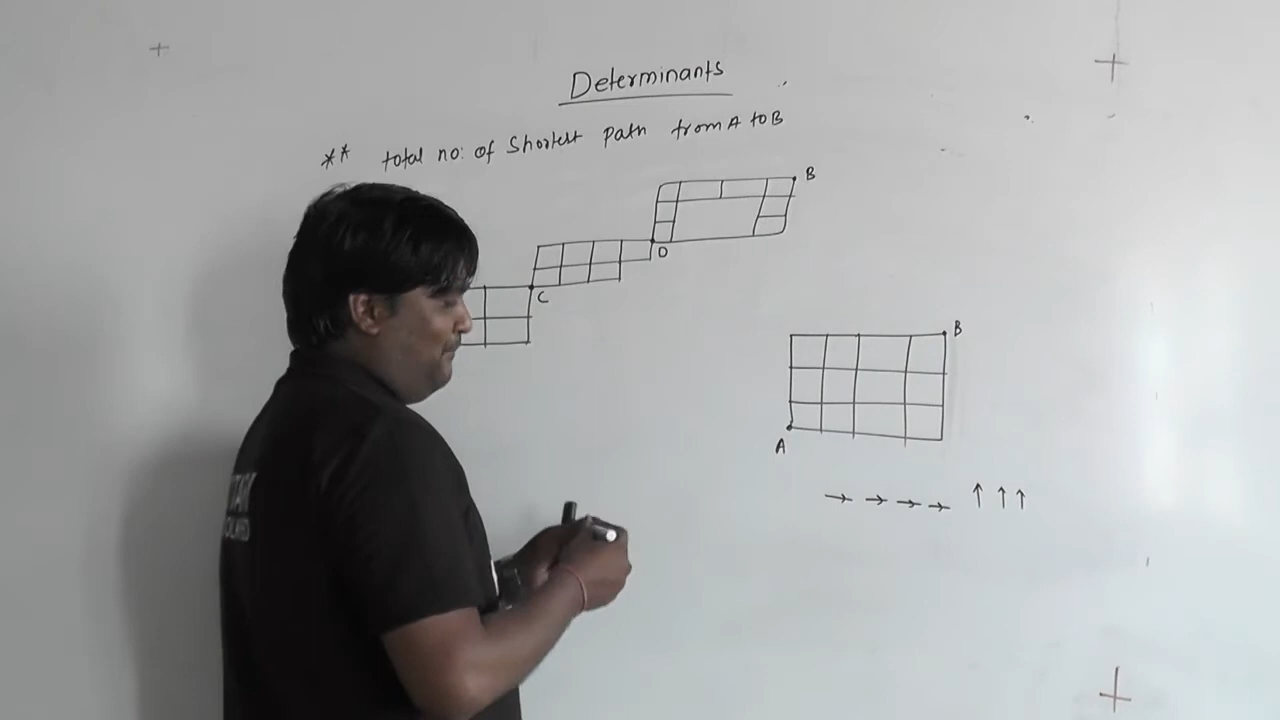 Determinants
** total no: of Shortest Path from A to B
B
D
C
B
A
→ → → → ↑ ↑ ↑